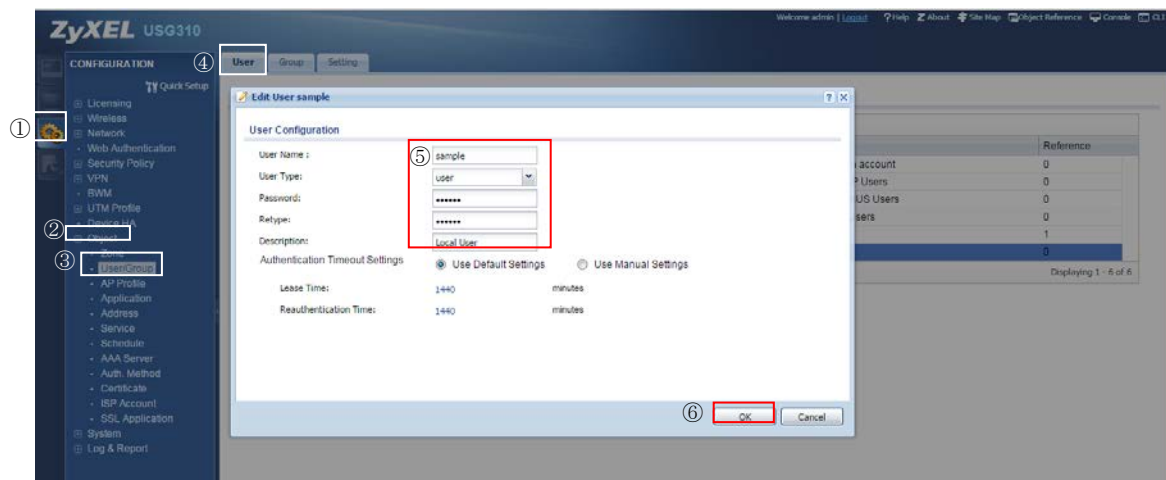 ZyXEL USG310
Welcome admin | Logout ?Help Z About Site Map Object Reference Console CLI
CONFIGURATION
④ User Group Setting
Quick Setup
Licensing
Wireless
① Network
Web Authentication
Security Policy
VPN
BWM
UTM Profile
Device HA
② Object
Zone
③ User/Group
AP Profile
Application
Address
Service
Schedule
AAA Server
Auth. Method
Certificate
ISP Account
SSL Application
System
Log & Report
Edit User sample ? X
User Configuration
User Name : ⑤ sample
User Type: user
Password: ••••••
Retype: ••••••
Description: Local User
Authentication Timeout Settings Use Default Settings Use Manual Settings
Lease Time: 1440 minutes
Reauthentication Time: 1440 minutes
⑥ OK Cancel
Reference
account 0
Users 0
US Users 0
sers 0
1
0
Displaying 1 - 6 of 6